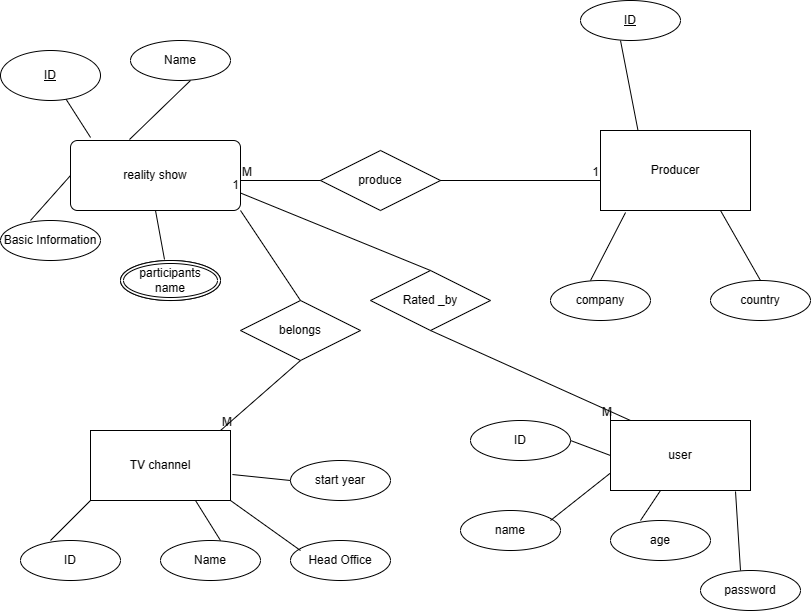 ID
Name
ID
reality show
M
1
produce
1
Producer
Basic Information
participants
name
company
country
belongs
Rated _by
M
M
TV channel
start year
ID
user
name
age
password
ID
Name
Head Office